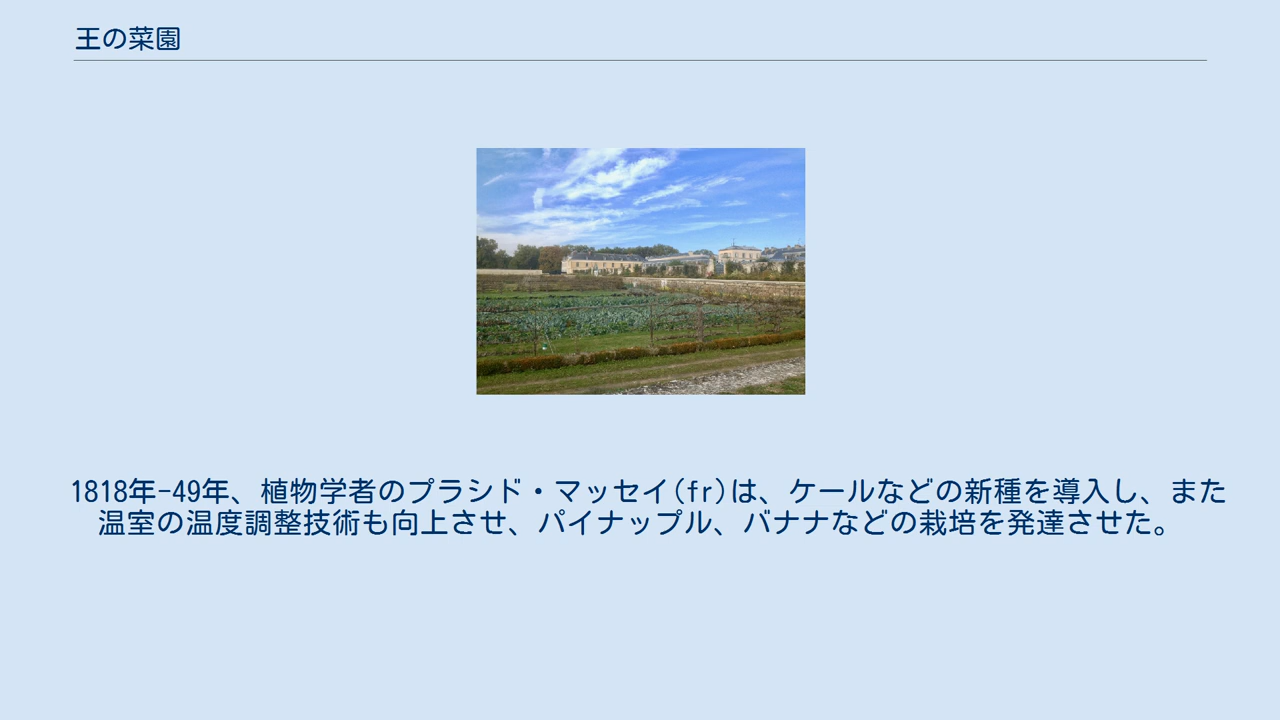 王の菜園
1818年-49年、植物学者のプラシド・マッセイ(fr)は、ケールなどの新種を導入し、また
温室の温度調整技術も向上させ、パイナップル、バナナなどの栽培を発達させた。